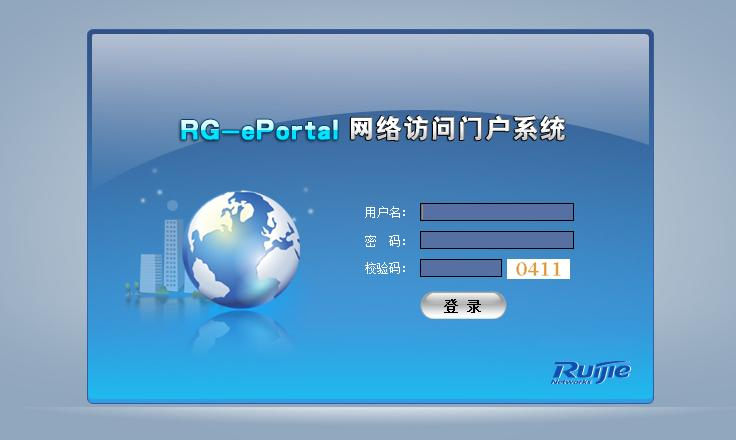 RG-ePortal 网络访问门户系统
用户名：
密 码：
校验码： 0411
登 录
Ruijie
Networks